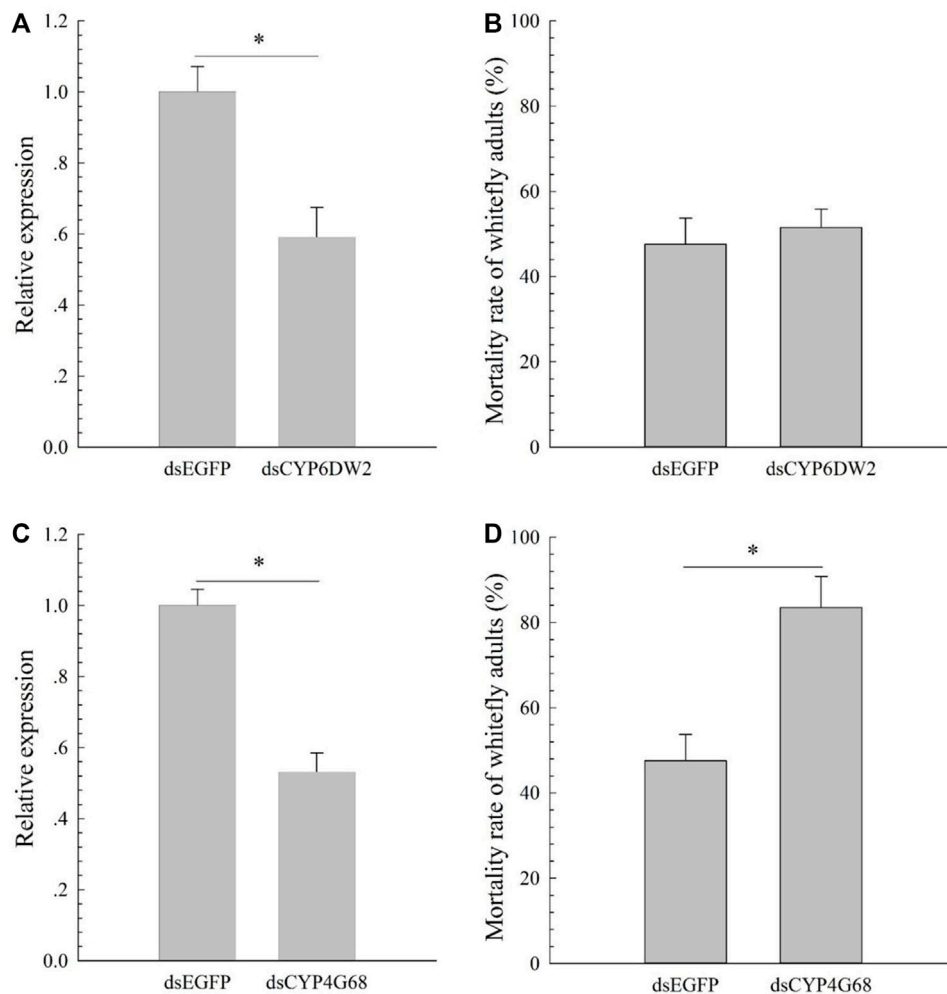 A
Relative expression
1.2
1.0
.8
.6
.4
.2
0.0
*
dsEGFP dsCYP6DW2
B
Mortality rate of whitefly adults (%)
100
80
60
40
20
0
dsEGFP dsCYP6DW2
C
Relative expression
1.2
1.0
.8
.6
.4
.2
0.0
*
dsEGFP dsCYP4G68
D
Mortality rate of whitefly adults (%)
100
80
60
40
20
0
*
dsEGFP dsCYP4G68